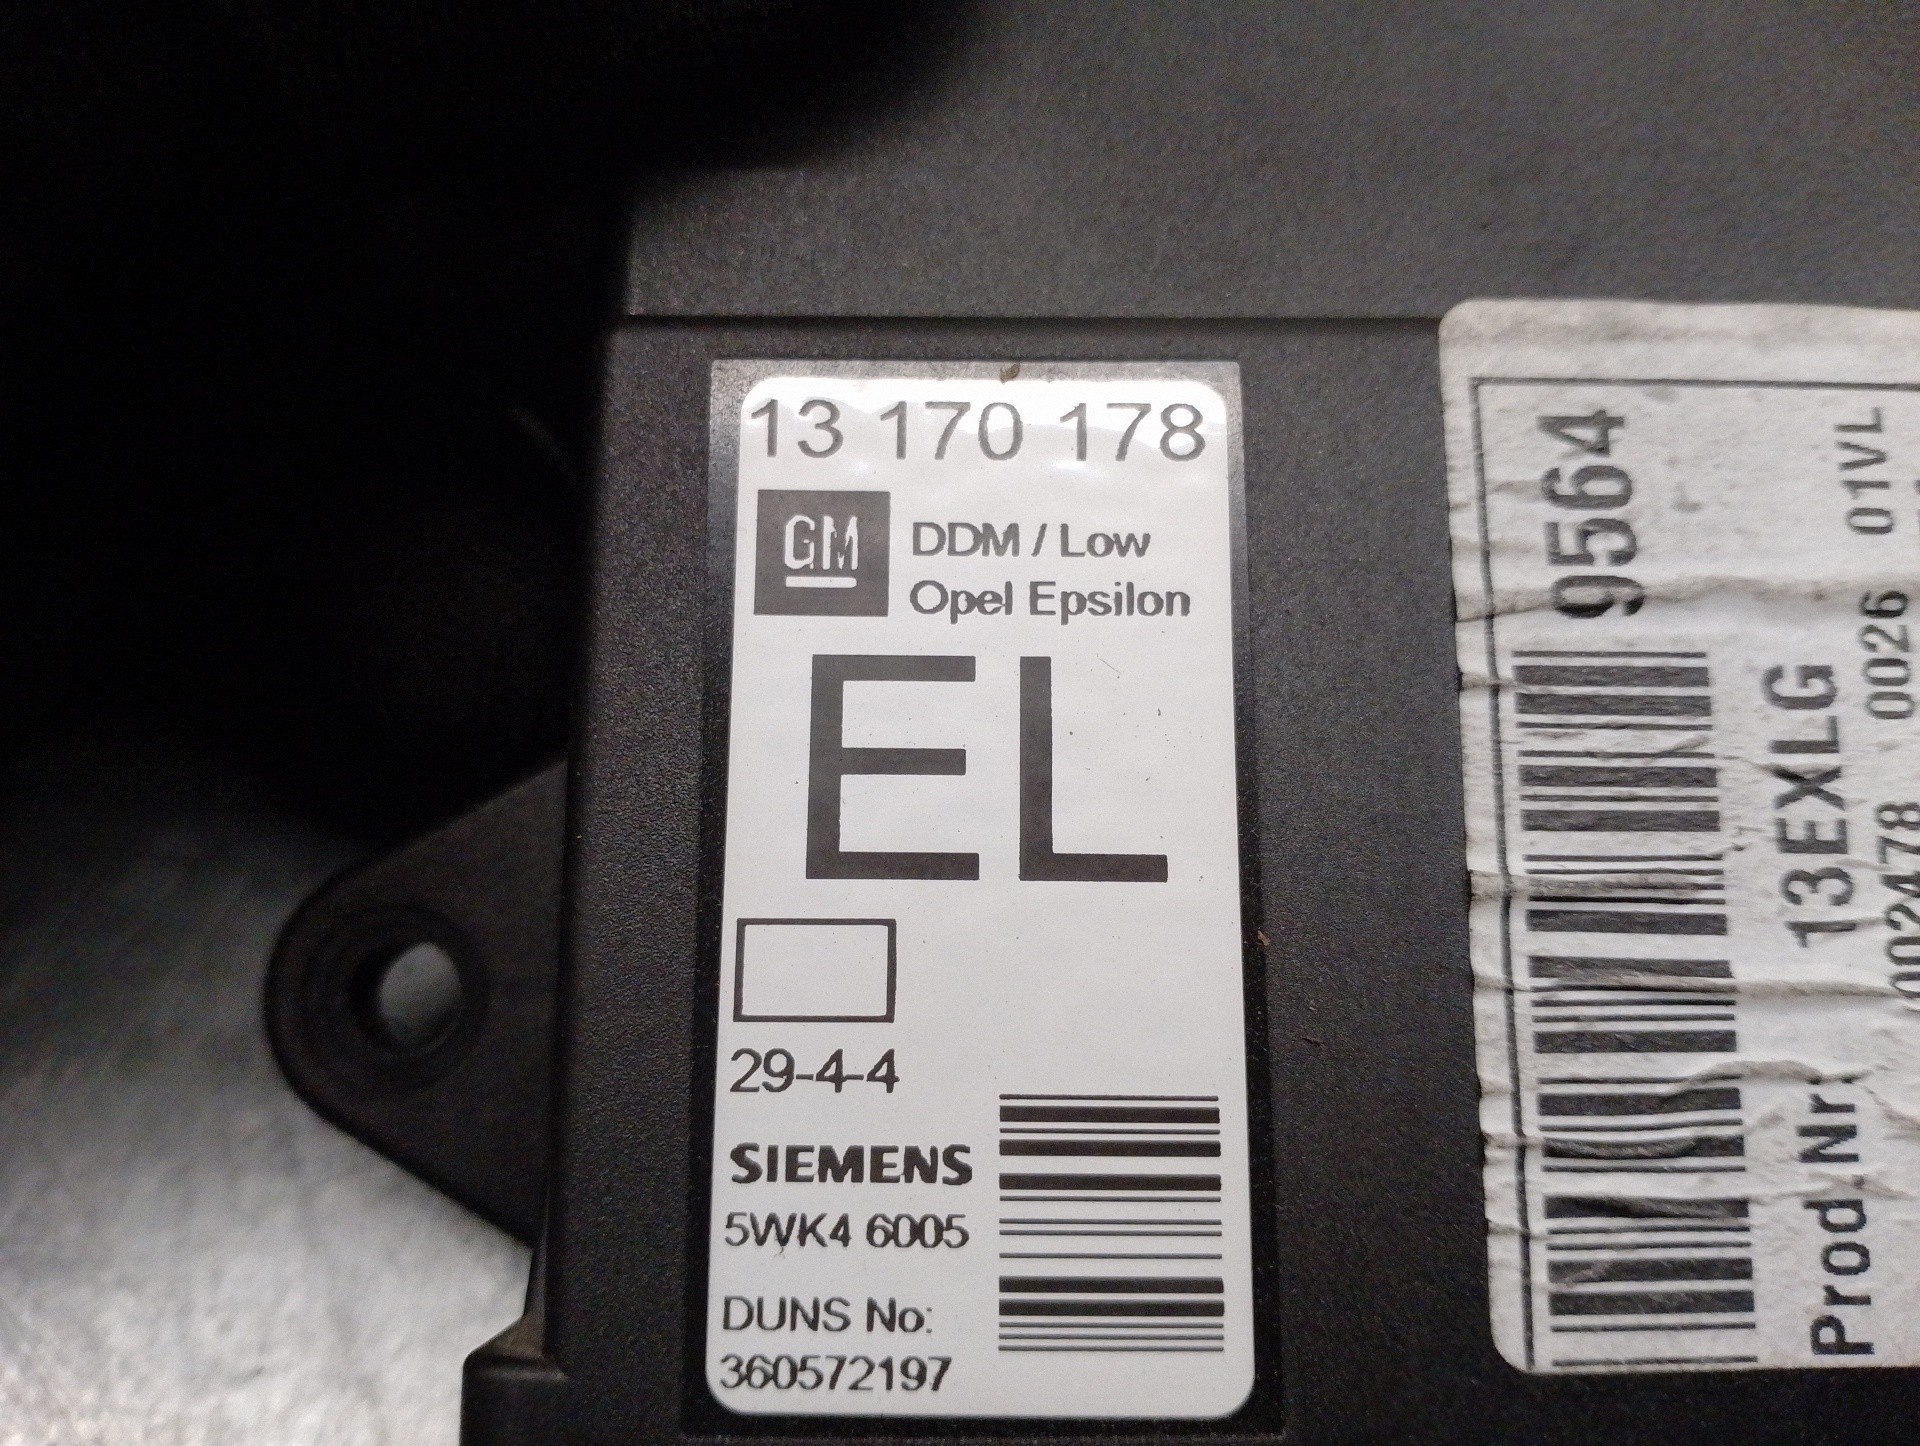 13 170 178
GM
DDM / Low
Opel Epsilon
EL
29-4-4
SIEMENS
5WK4 6005
DUNS No:
360572197
9564
Prod.Nr: 13EXLG
002478 0026 01VL